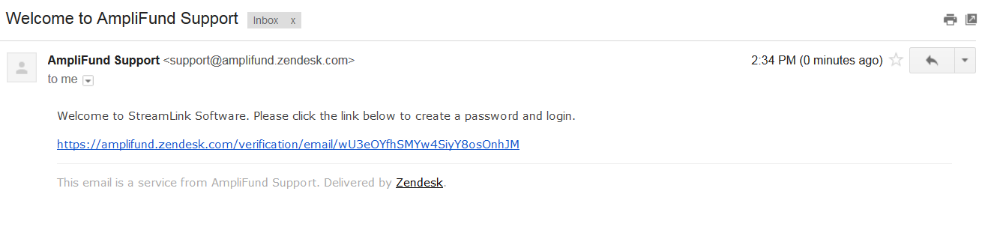 Welcome to AmpliFund Support Inbox x
AmpliFund Support <support@amplifund.zendesk.com> 2:34 PM (0 minutes ago)
to me
Welcome to StreamLink Software. Please click the link below to create a password and login.
https://amplifund.zendesk.com/verification/email/wU3eOYfhSMYw4SiyY8osOnhJM
This email is a service from AmpliFund Support. Delivered by Zendesk.